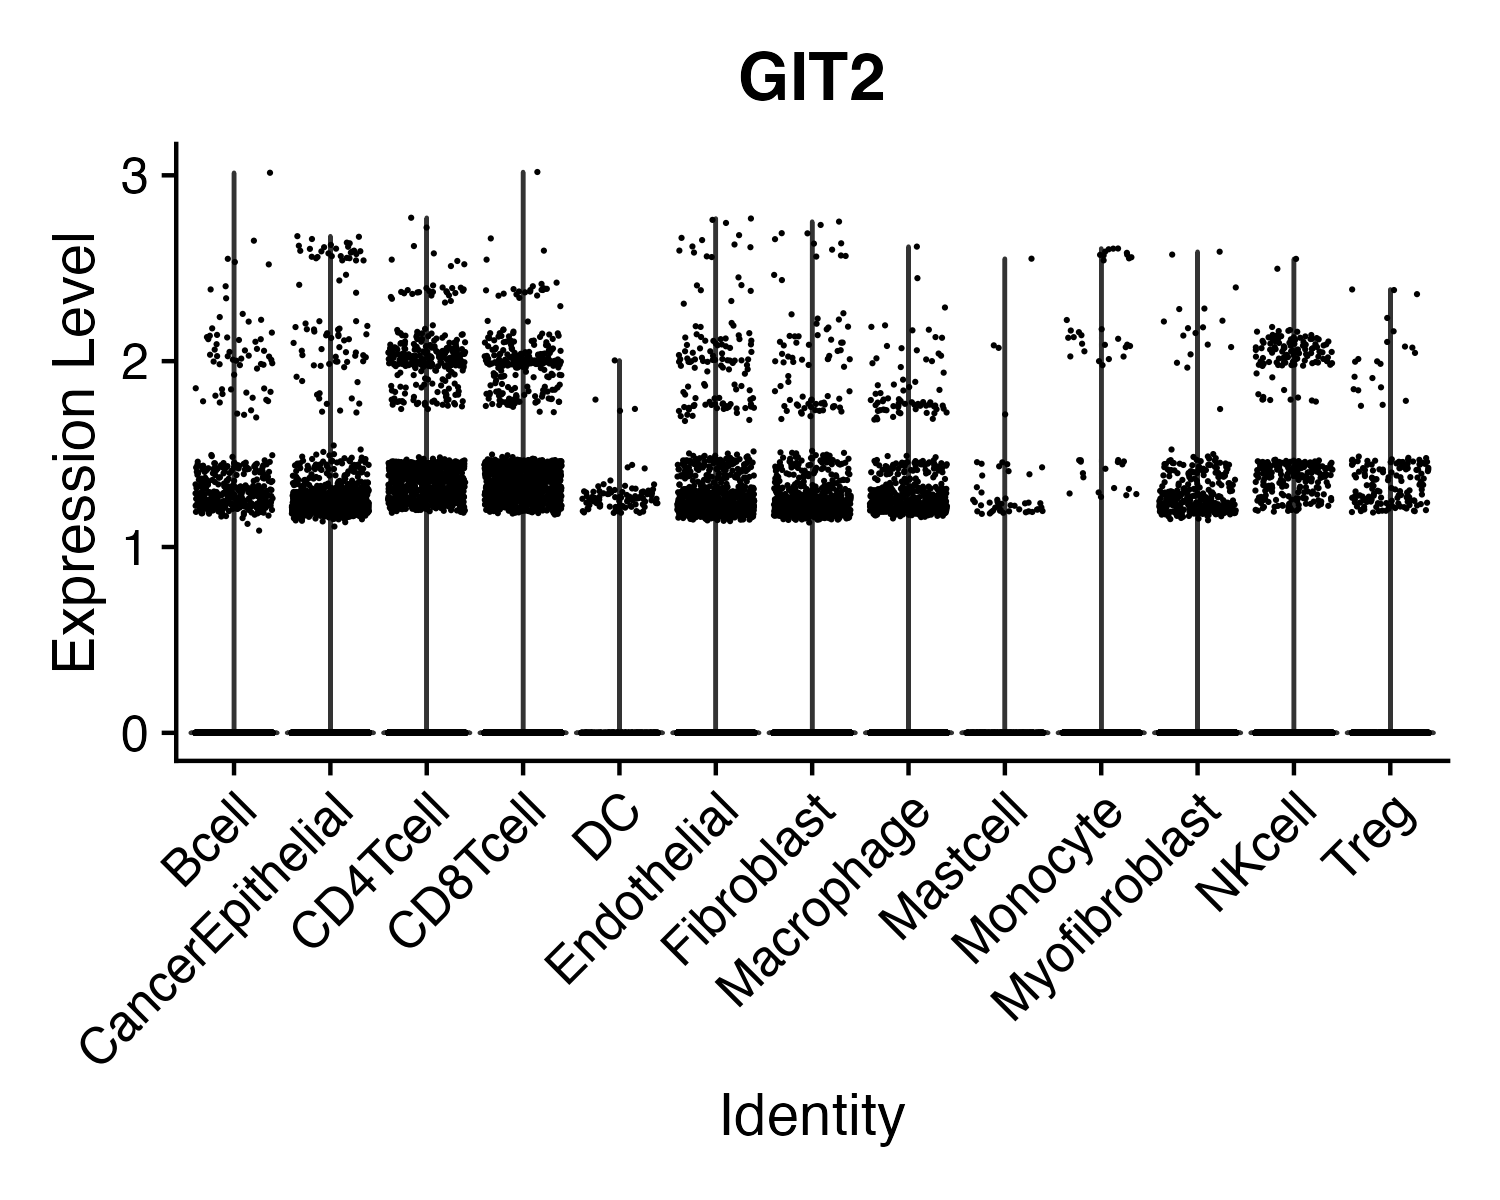 GIT2
Expression Level
3
2
1
0
Bcell
CancerEpithelial
CD4Tcell
CD8Tcell
DC
Endothelial
Fibroblast
Macrophage
Mastcell
Monocyte
Myofibroblast
NKcell
Treg
Identity